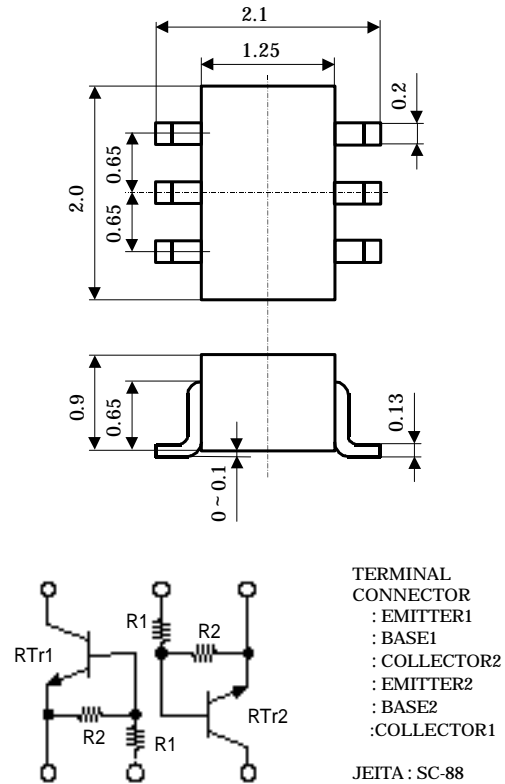 2.1
1.25
0.2
0.65
2.0
0.65
0.9
0.65
0.13
0~0.1
TERMINAL
CONNECTOR
: EMITTER1
: BASE1
: COLLECTOR2
: EMITTER2
: BASE2
:COLLECTOR1
JEITA : SC-88
R1
R2
RTr1
RTr2
R2
R1